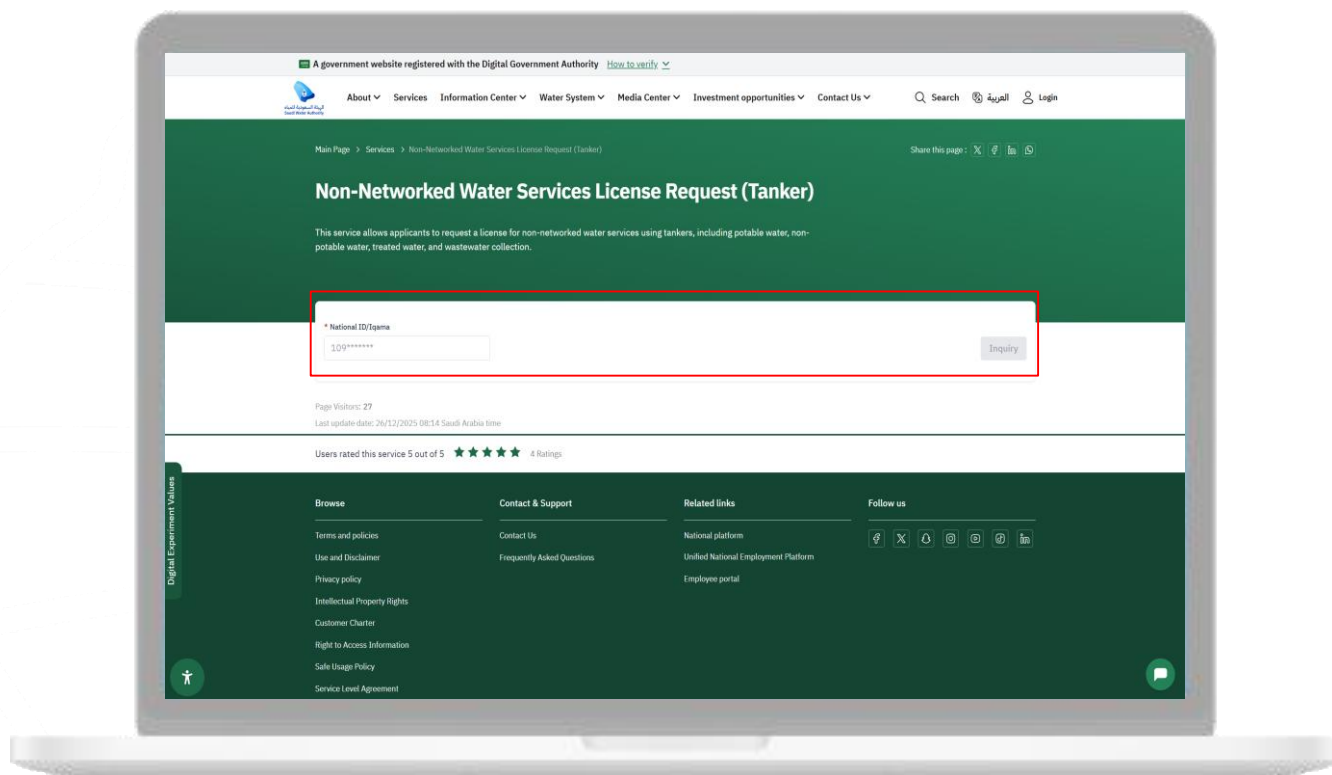 A government website registered with the Digital Government Authority How to verify
الهيئة السعودية للمياه
Saudi Water Authority
About Services Information Center Water System Media Center Investment opportunities Contact Us Search العربية Login
Main Page > Services > Non-Networked Water Services License Request (Tanker) Share this page :
Non-Networked Water Services License Request (Tanker)
This service allows applicants to request a license for non-networked water services using tankers, including potable water, non-
potable water, treated water, and wastewater collection.
* National ID/Iqama
109******* Inquiry
Page Visitors: 27
Last update date: 26/12/2025 08:14 Saudi Arabia time
Users rated this service 5 out of 5 4 Ratings
Digital Experiment Values
Browse Contact & Support Related links Follow us
Terms and policies Contact Us National platform
Use and Disclaimer Frequently Asked Questions Unified National Employment Platform
Privacy policy Employee portal
Intellectual Property Rights
Customer Charter
Right to Access Information
Safe Usage Policy
Service Level Agreement